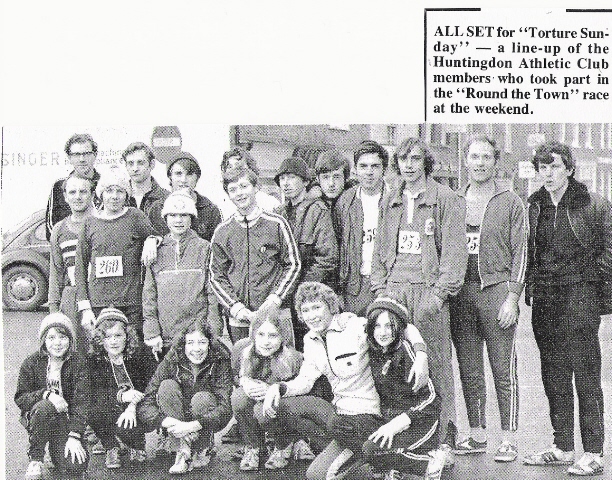 ALL SET for "Torture Sun-
day" — a line-up of the
Huntingdon Athletic Club
members who took part in
the "Round the Town" race
at the weekend.
SINGER
260